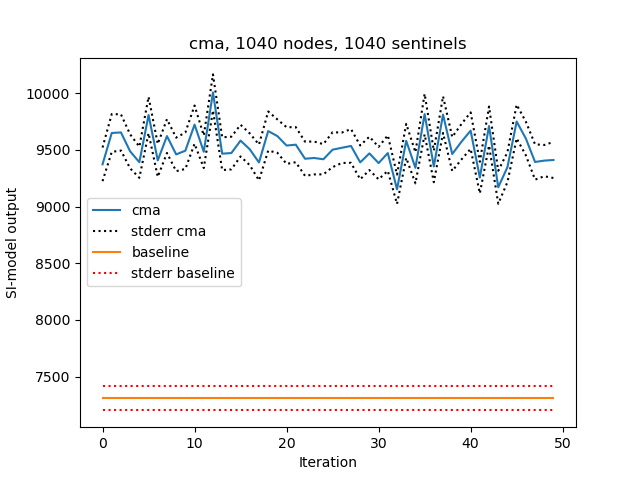 cma, 1040 nodes, 1040 sentinels
SI-model output
10000
9500
9000
8500
8000
7500
cma
stderr cma
baseline
stderr baseline
0
10
20
30
40
50
Iteration